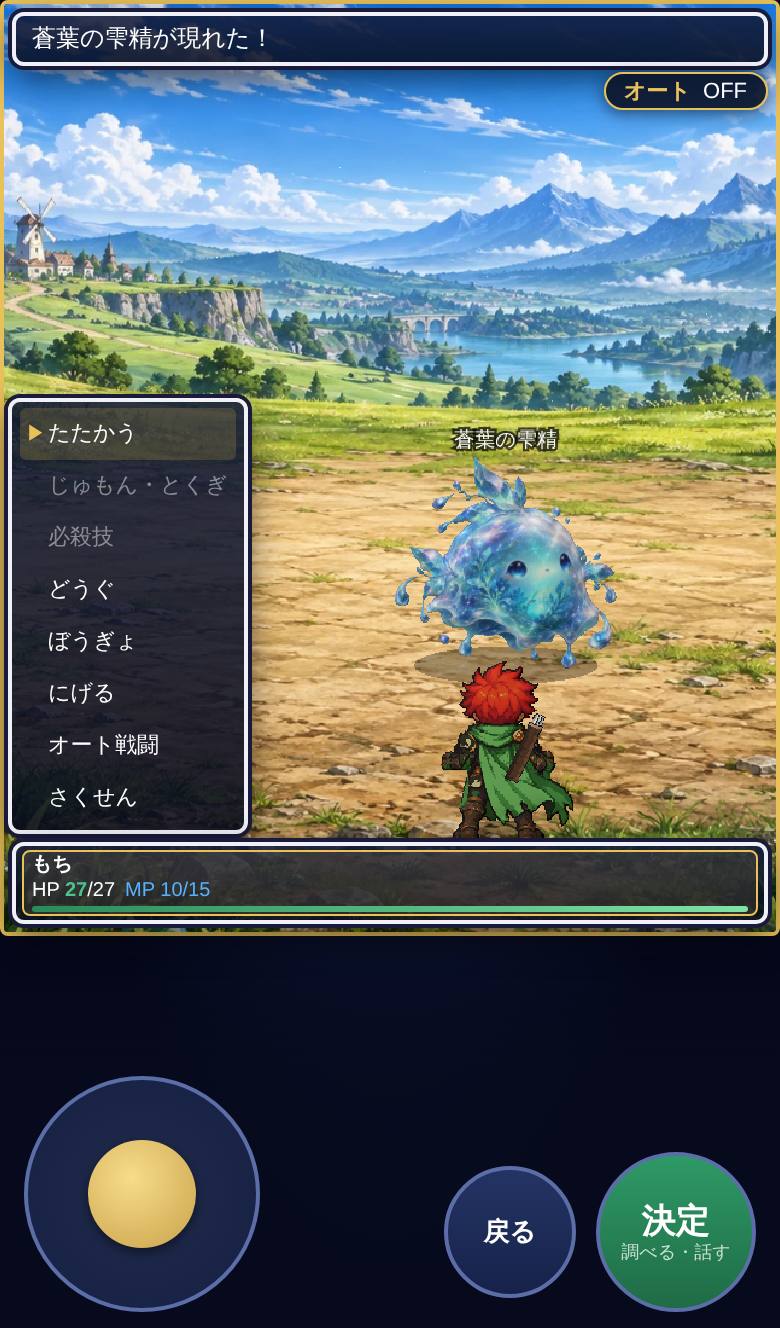 蒼葉の雫精が現れた！
オート OFF
蒼葉の雫精
▶たたかう
じゅもん・とくぎ
必殺技
どうぐ
ぼうぎょ
にげる
オート戦闘
さくせん
もち
HP 27/27 MP 10/15
戻る
決定
調べる・話す